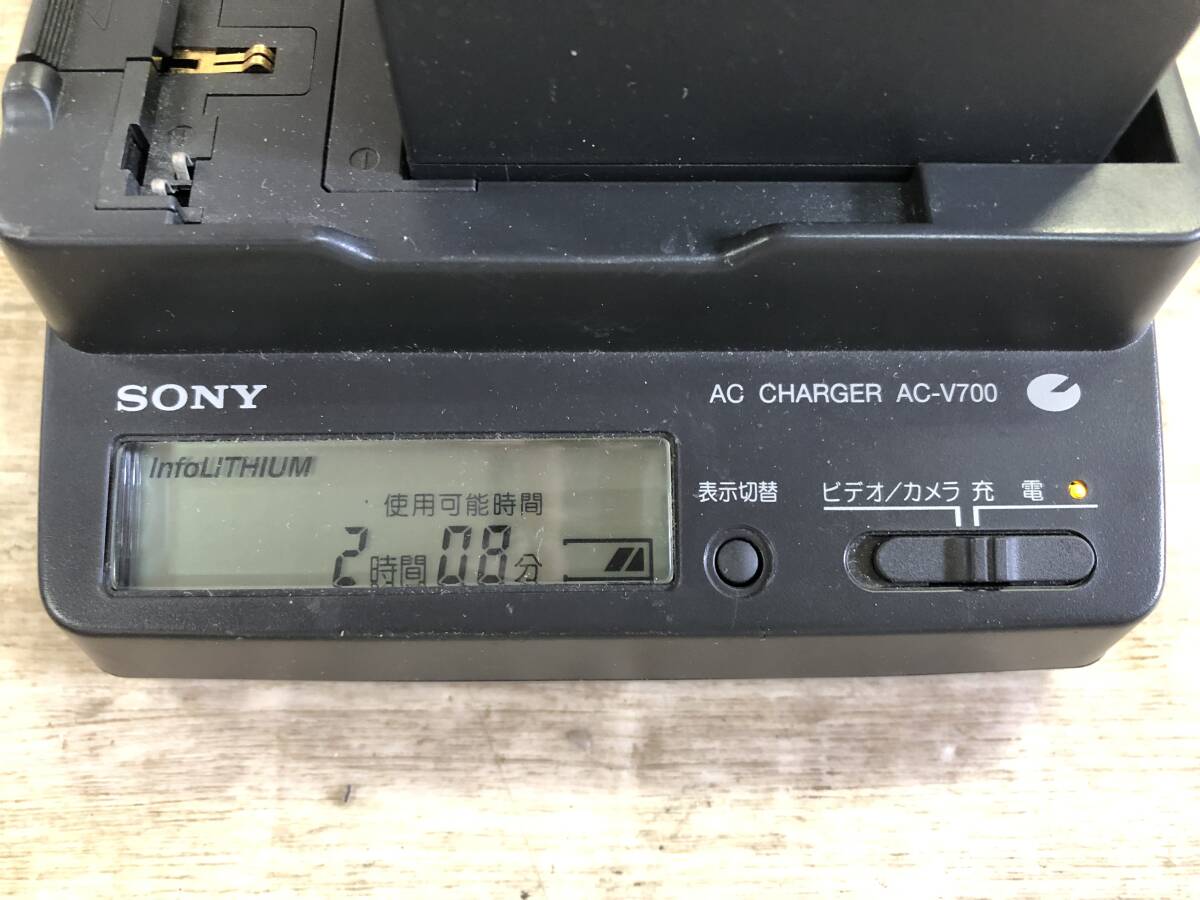 SONY
AC CHARGER AC-V700
InfoLITHIUM
使用可能時間
2時間08分
表示切替
ビデオ/カメラ 充電